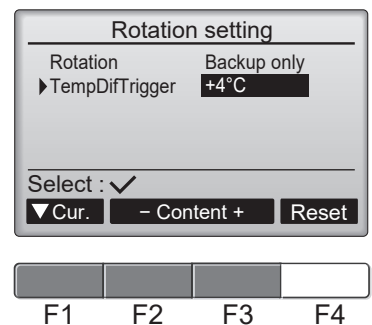 Rotation setting
Rotation Backup only
TempDifTrigger +4°C
Select :
Cur. − Content + Reset
F1 F2 F3 F4